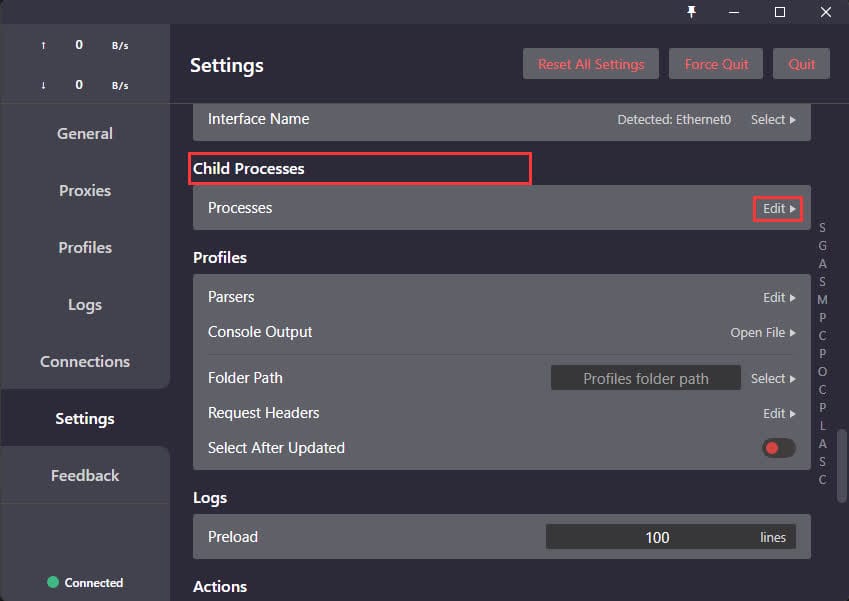 ↑ 0 B/s
↓ 0 B/s
General
Proxies
Profiles
Logs
Connections
Settings
Feedback
Connected
Settings
Reset All Settings Force Quit Quit
Interface Name Detected: Ethernet0 Select
Child Processes
Processes Edit
Profiles
Parsers Edit
Console Output Open File
Folder Path Profiles folder path Select
Request Headers Edit
Select After Updated
Logs
Preload 100 lines
Actions
S
G
A
S
M
P
C
P
O
C
P
L
A
S
C